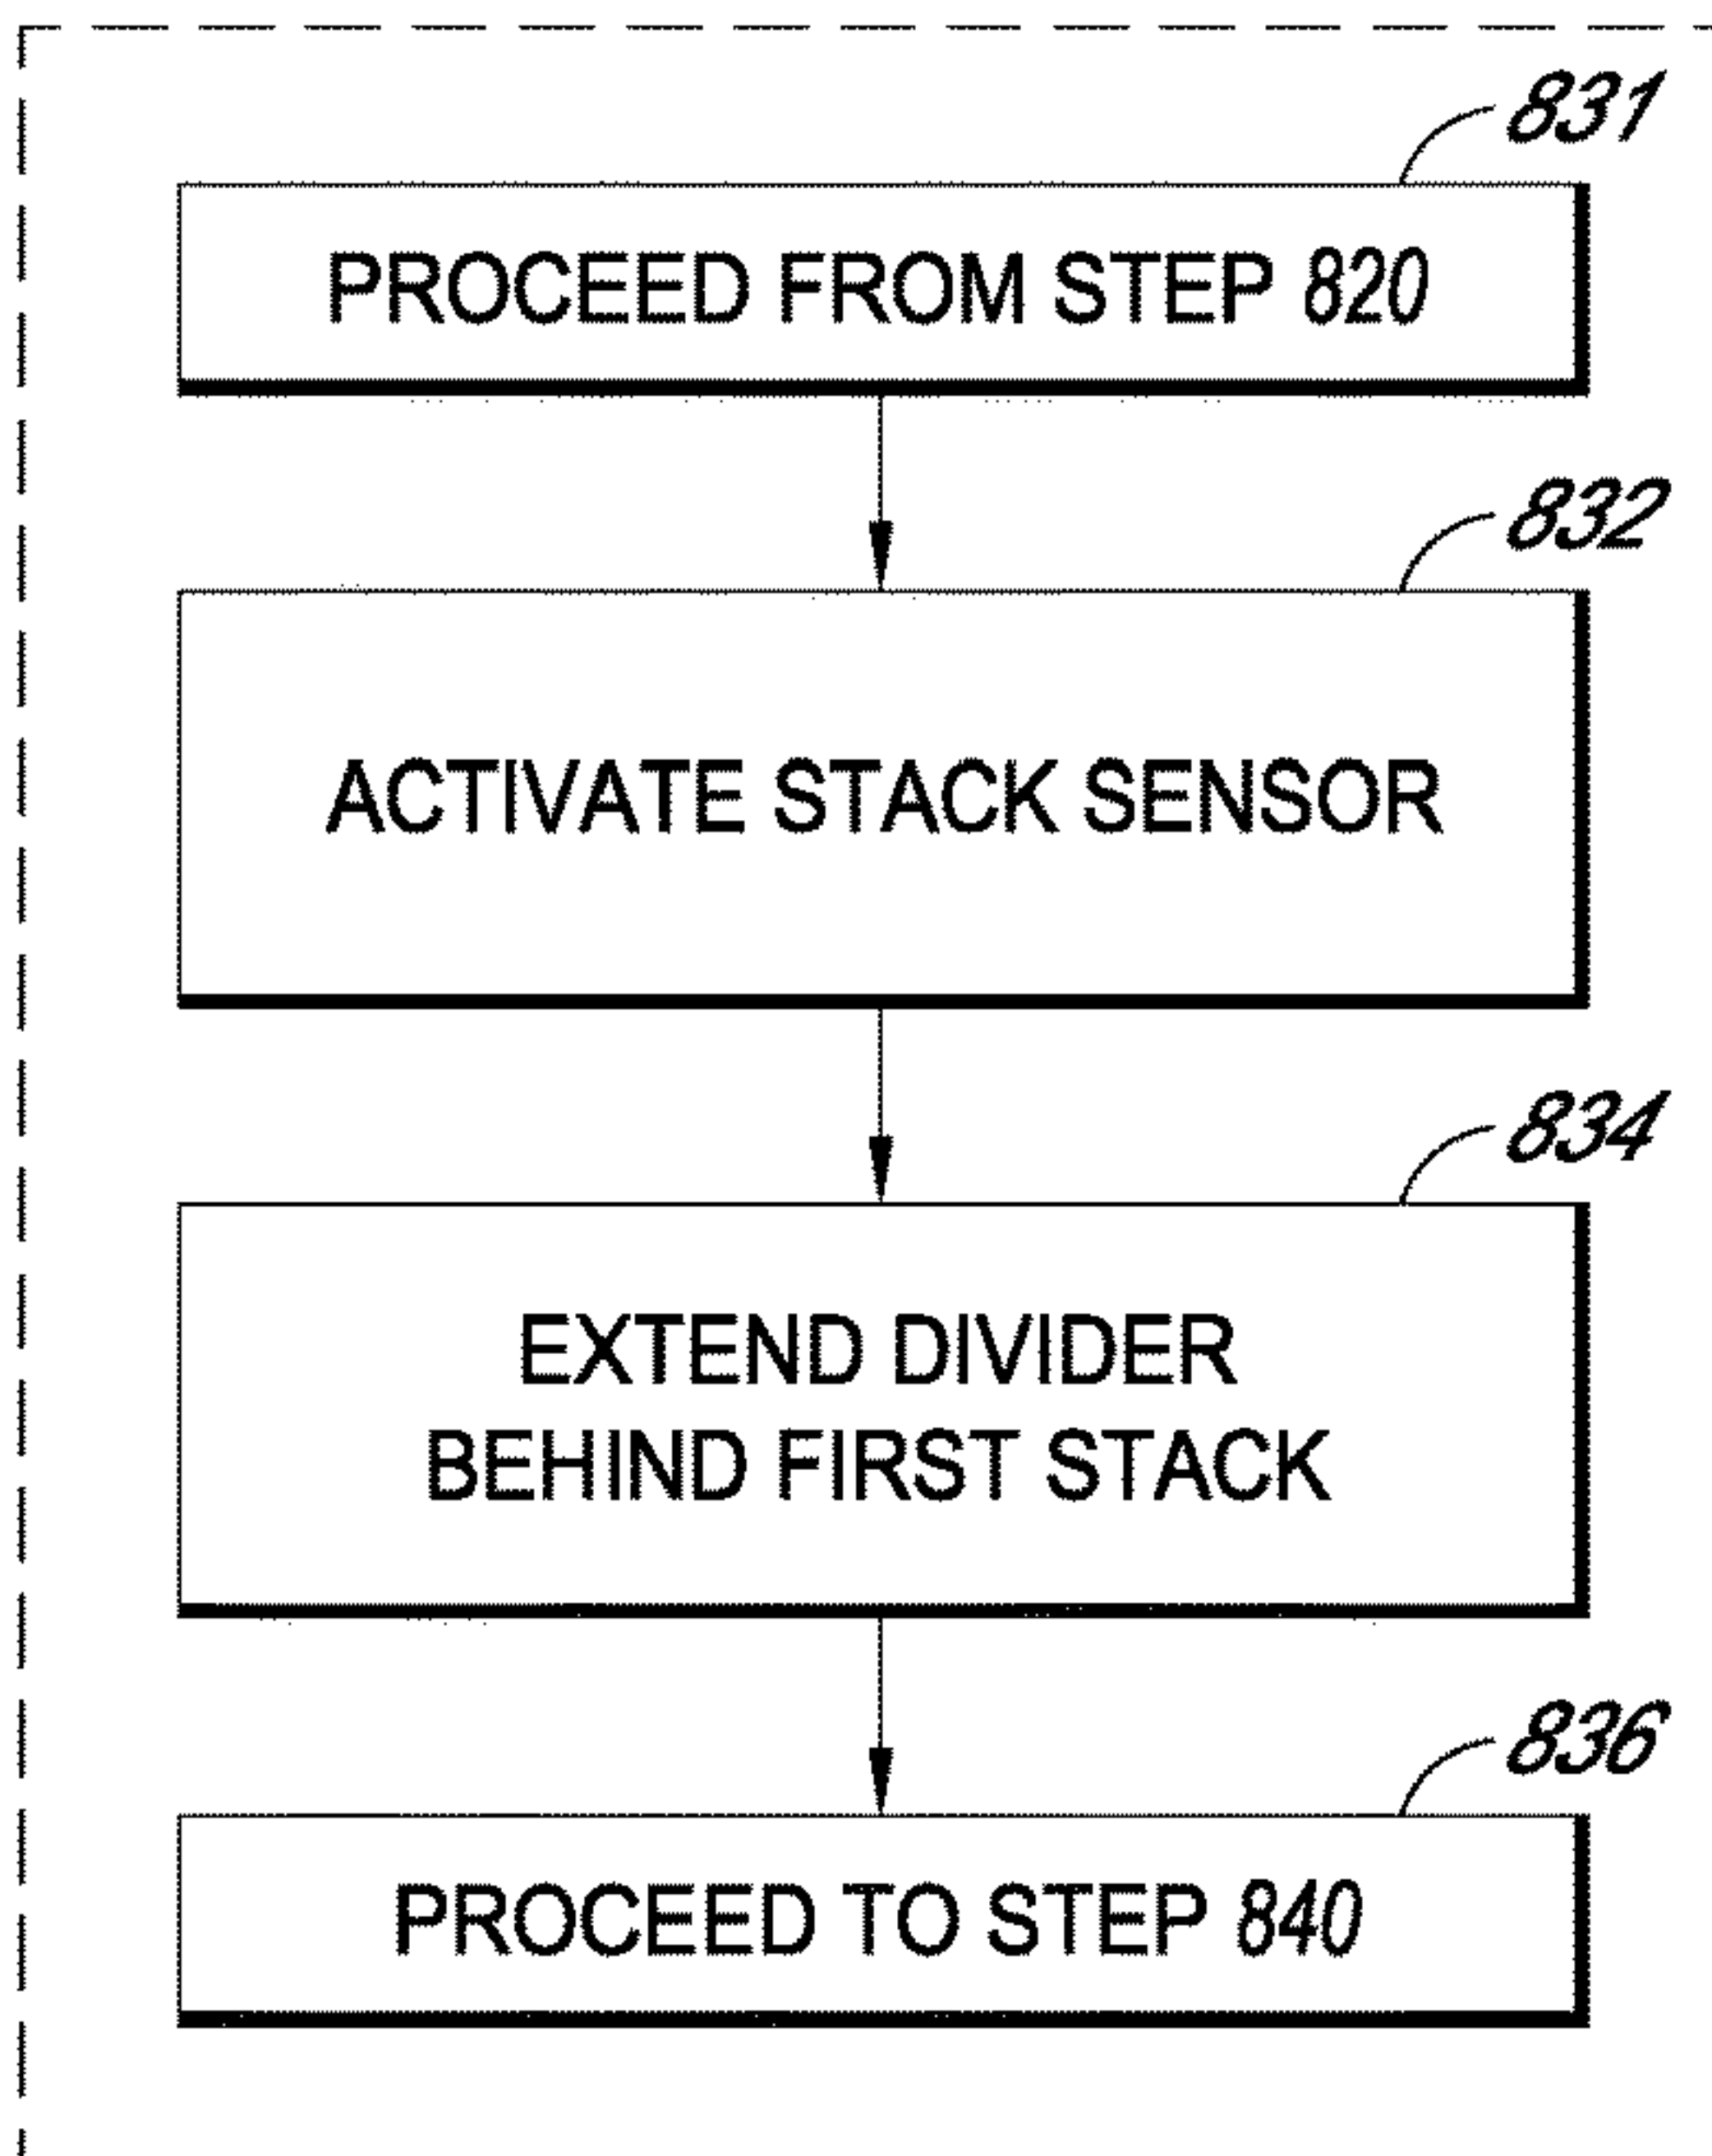 831
PROCEED FROM STEP 820
832
ACTIVATE STACK SENSOR
834
EXTEND DIVIDER
BEHIND FIRST STACK
836
PROCEED TO STEP 840